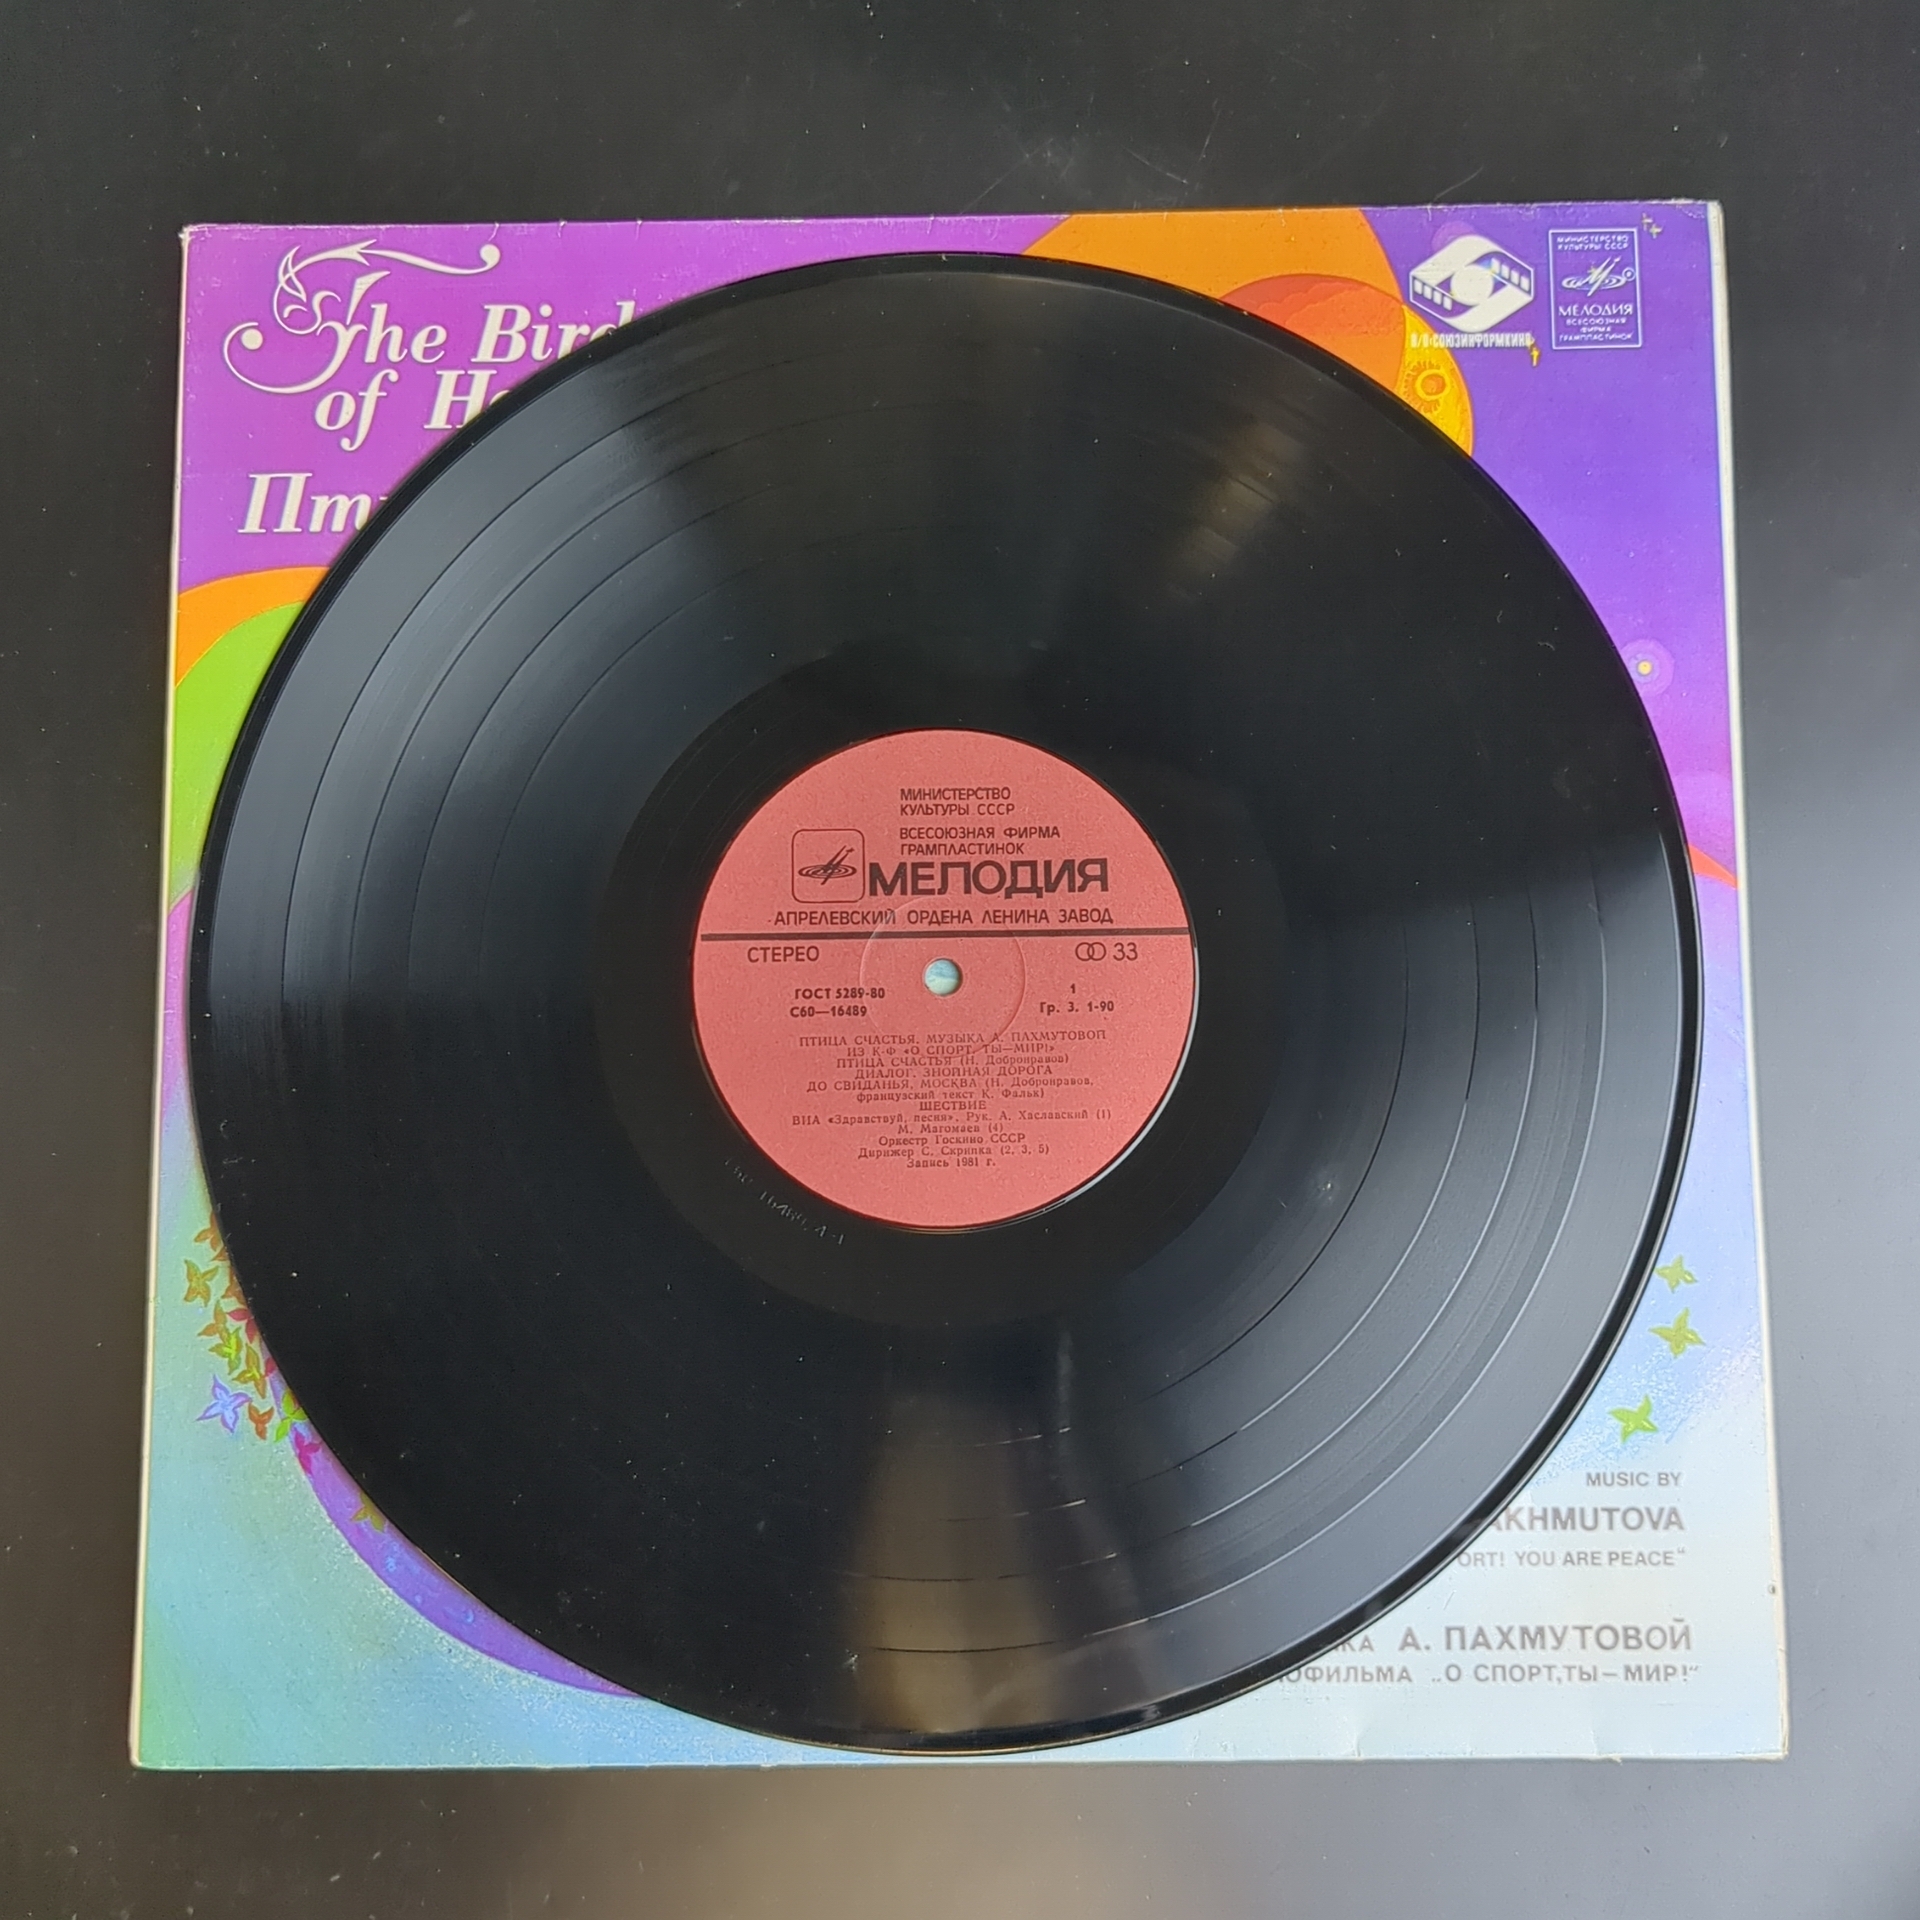 The Bird
of H
Пт
В/О «СОЮЗИНФОРМКИНО»
МИНИСТЕРСТВО
КУЛЬТУРЫ СССР
МЕЛОДИЯ
ВСЕСОЮЗНАЯ
ФИРМА
ГРАМПЛАСТИНОК
МИНИСТЕРСТВО
КУЛЬТУРЫ СССР
ВСЕСОЮЗНАЯ ФИРМА
ГРАМПЛАСТИНОК
МЕЛОДИЯ
АПРЕЛЕВСКИЙ ОРДЕНА ЛЕНИНА ЗАВОД
СТЕРЕО 33
ГОСТ 5289-80 1
С60—16489 Гр. 3. 1-90
ПТИЦА СЧАСТЬЯ. МУЗЫКА А. ПАХМУТОВОЙ
ИЗ К-Ф «О СПОРТ, ТЫ—МИР!»
ПТИЦА СЧАСТЬЯ (Н. Добронравов)
ДИАЛОГ. ЗНОЙНАЯ ДОРОГА
ДО СВИДАНЬЯ, МОСКВА (Н. Добронравов,
французский текст К. Фальк)
ШЕСТВИЕ
ВИА «Здравствуй, песня», Рук. А. Хаславский (1)
М. Магомаев (4)
Оркестр Госкино СССР
Дирижер С. Скрипка (2, 3, 5)
Запись 1981 г.
MUSIC BY
AKHMUTOVA
ORT! YOU ARE PEACE"
КА А. ПАХМУТОВОЙ
ОФИЛЬМА „О СПОРТ,ТЫ—МИР!"